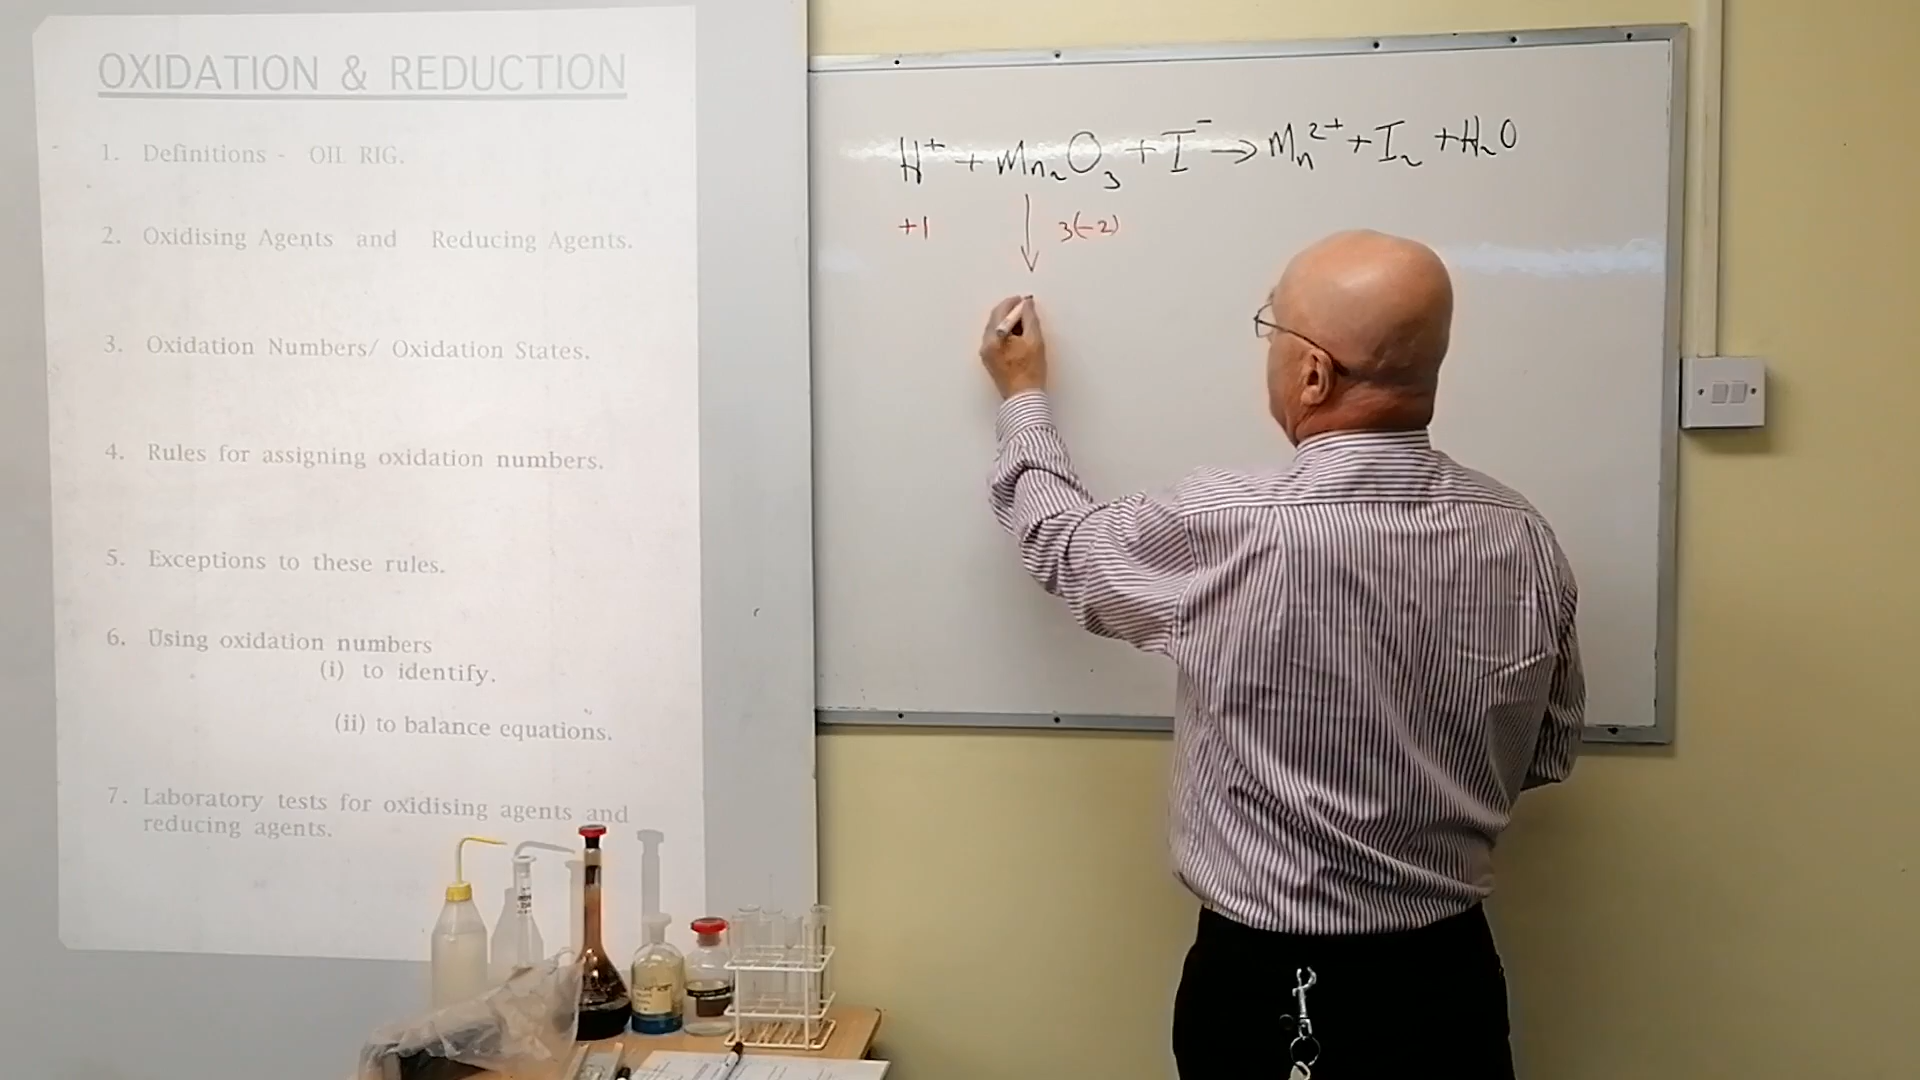 OXIDATION & REDUCTION
1. Definitions - OIL RIG.
2. Oxidising Agents and Reducing Agents.
3. Oxidation Numbers/ Oxidation States.
4. Rules for assigning oxidation numbers.
5. Exceptions to these rules.
6. Using oxidation numbers
(i) to identify.
(ii) to balance equations.
7. Laboratory tests for oxidising agents and
reducing agents.
H⁺ + Mn₂O₃ + I⁻ → Mn²⁺ + I₂ + H₂O
+1 3(-2)